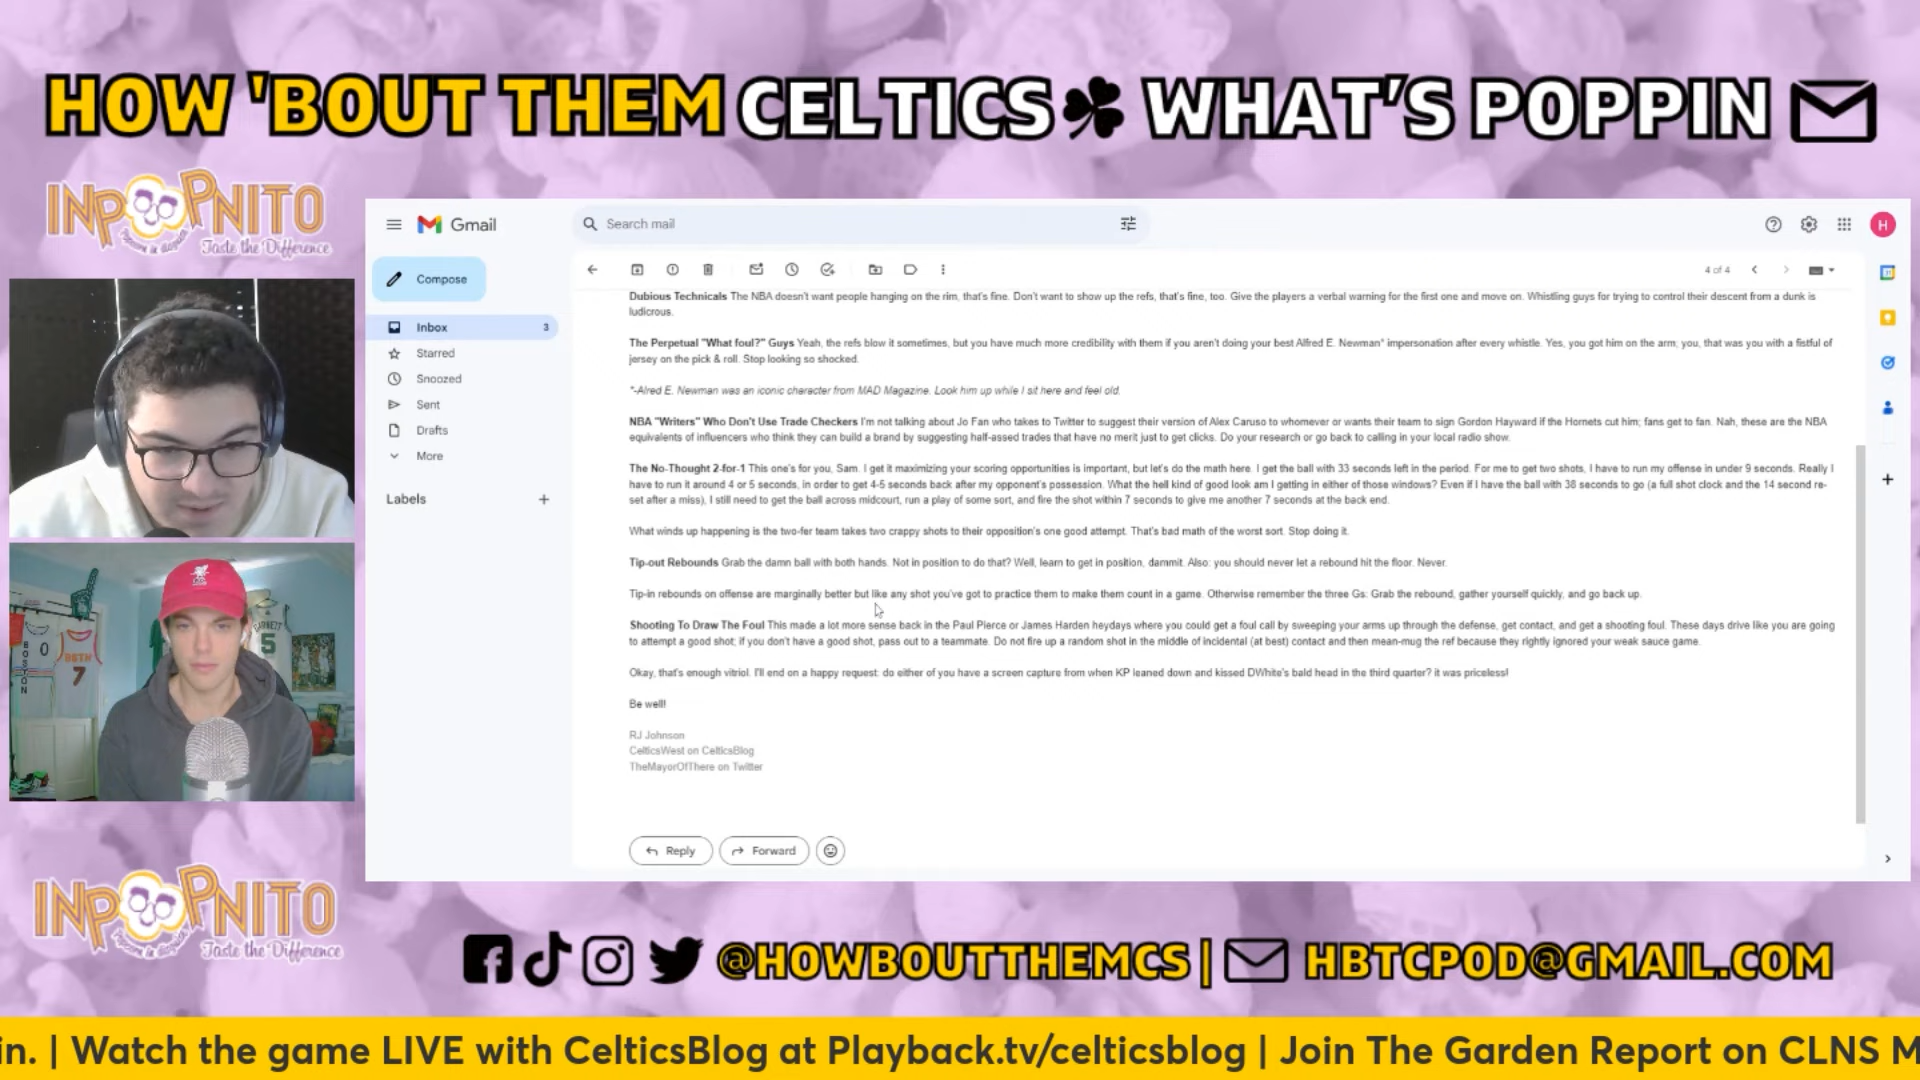 HOW 'BOUT THEM CELTICS WHAT'S POPPIN
INPOPNITO
Taste the Difference
Gmail
Search mail
H
Compose
4 of 4
Inbox 3
Starred
Snoozed
Sent
Drafts
More
Labels
Dubious Technicals The NBA doesn't want people hanging on the rim, that's fine. Don't want to show up the refs, that's fine, too. Give the players a verbal warning for the first one and move on. Whistling guys for trying to control their descent from a dunk is
ludicrous.
The Perpetual "What foul?" Guys Yeah, the refs blow it sometimes, but you have much more credibility with them if you aren't doing your best Alfred E. Newman* impersonation after every whistle. Yes, you got him on the arm; you, that was you with a fistful of
jersey on the pick & roll. Stop looking so shocked.
*-Alred E. Newman was an iconic character from MAD Magazine. Look him up while I sit here and feel old.
NBA "Writers" Who Don't Use Trade Checkers I'm not talking about Jo Fan who takes to Twitter to suggest their version of Alex Caruso to whomever or wants their team to sign Gordon Hayward if the Hornets cut him; fans get to fan. Nah, these are the NBA
equivalents of influencers who think they can build a brand by suggesting half-assed trades that have no merit just to get clicks. Do your research or go back to calling in your local radio show.
The No-Thought 2-for-1 This one's for you, Sam. I get it maximizing your scoring opportunities is important, but let's do the math here. I get the ball with 33 seconds left in the period. For me to get two shots, I have to run my offense in under 9 seconds. Really I
have to run it around 4 or 5 seconds, in order to get 4-5 seconds back after my opponent's possession. What the hell kind of good look am I getting in either of those windows? Even if I have the ball with 38 seconds to go (a full shot clock and the 14 second re-
set after a miss), I still need to get the ball across midcourt, run a play of some sort, and fire the shot within 7 seconds to give me another 7 seconds at the back end.
What winds up happening is the two-fer team takes two crappy shots to their opposition's one good attempt. That's bad math of the worst sort. Stop doing it.
Tip-out Rebounds Grab the damn ball with both hands. Not in position to do that? Well, learn to get in position, dammit. Also: you should never let a rebound hit the floor. Never.
Tip-in rebounds on offense are marginally better but like any shot you've got to practice them to make them count in a game. Otherwise remember the three Gs: Grab the rebound, gather yourself quickly, and go back up.
Shooting To Draw The Foul This made a lot more sense back in the Paul Pierce or James Harden heydays where you could get a foul call by sweeping your arms up through the defense, get contact, and get a shooting foul. These days drive like you are going
to attempt a good shot; if you don't have a good shot, pass out to a teammate. Do not fire up a random shot in the middle of incidental (at best) contact and then mean-mug the ref because they rightly ignored your weak sauce game.
Okay, that's enough vitriol. I'll end on a happy request: do either of you have a screen capture from when KP leaned down and kissed DWhite's bald head in the third quarter? it was priceless!
Be well!
RJ Johnson
CelticsWest on CelticsBlog
TheMayorOfThere on Twitter
Reply
Forward
BOSTON
0
BSTN
7
GARNETT
5
INPOPNITO
Taste the Difference
@HOWBOUTTHEMCS | HBTCPOD@GMAIL.COM
in. | Watch the game LIVE with CelticsBlog at Playback.tv/celticsblog | Join The Garden Report on CLNS M